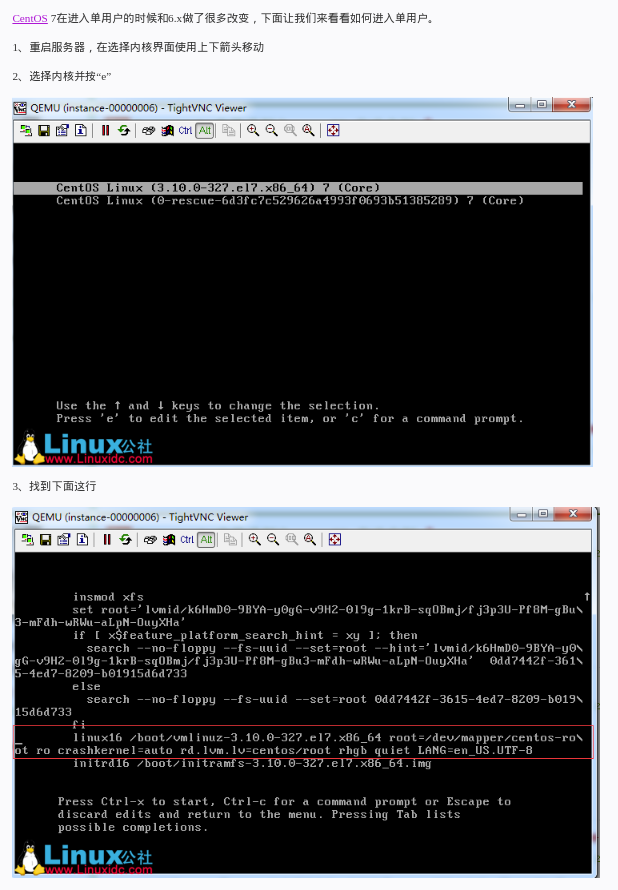 CentOS 7在进入单用户的时候和6.x做了很多改变，下面让我们来看看如何进入单用户。
1、重启服务器，在选择内核界面使用上下箭头移动
2、选择内核并按“e”
QEMU (instance-00000006) - TightVNC Viewer
Ctrl Alt
CentOS Linux (3.10.0-327.el7.x86_64) 7 (Core)
CentOS Linux (0-rescue-6d3fc7c529626a4993f0693b51385289) 7 (Core)
Use the ↑ and ↓ keys to change the selection.
Press 'e' to edit the selected item, or 'c' for a command prompt.
Linux公社
www.Linuxidc.com
3、找到下面这行
QEMU (instance-00000006) - TightVNC Viewer
Ctrl Alt
insmod xfs ↑
set root='lvmid/k6HmD0-9BYA-y0gG-v9H2-0l9g-1krB-sqOBmj/fj3p3U-Pf8M-gBu\
3-mFdh-wRWu-aLpN-OuyXHa'
if [ x$feature_platform_search_hint = xy ]; then
search --no-floppy --fs-uuid --set=root --hint='lvmid/k6HmD0-9BYA-y0\
gG-v9H2-0l9g-1krB-sqOBmj/fj3p3U-Pf8M-gBu3-mFdh-wRWu-aLpN-OuyXHa' 0dd7442f-361\
5-4ed7-8209-b01915d6d733
else
search --no-floppy --fs-uuid --set=root 0dd7442f-3615-4ed7-8209-b019\
15d6d733
fi
linux16 /boot/vmlinuz-3.10.0-327.el7.x86_64 root=/dev/mapper/centos-ro\
ot ro crashkernel=auto rd.lvm.lv=centos/root rhgb quiet LANG=en_US.UTF-8
initrd16 /boot/initramfs-3.10.0-327.el7.x86_64.img
Press Ctrl-x to start, Ctrl-c for a command prompt or Escape to
discard edits and return to the menu. Pressing Tab lists
possible completions.
Linux公社
www.Linuxidc.com